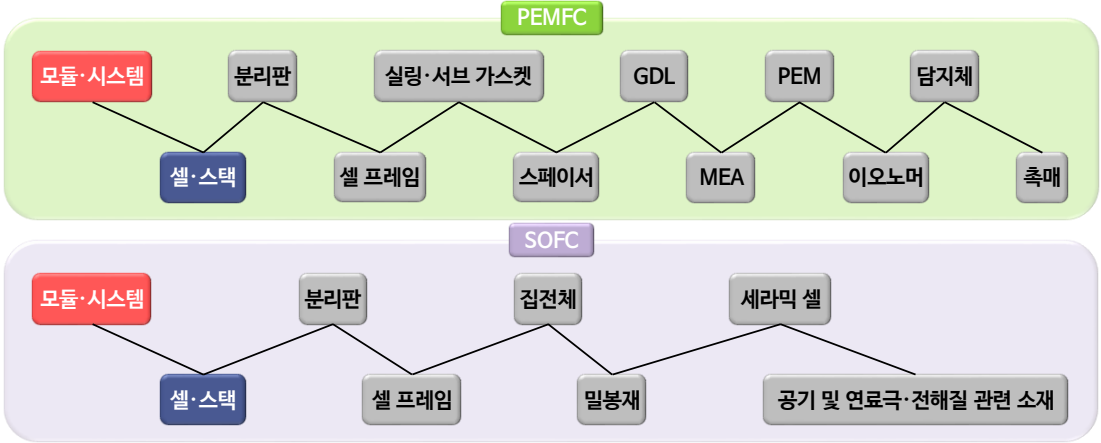 PEMFC
모듈·시스템
분리판
실링·서브 가스켓
GDL
PEM
담지체
셀·스택
셀 프레임
스페이서
MEA
이오노머
촉매
SOFC
모듈·시스템
분리판
집전체
세라믹 셀
셀·스택
셀 프레임
밀봉재
공기 및 연료극·전해질 관련 소재